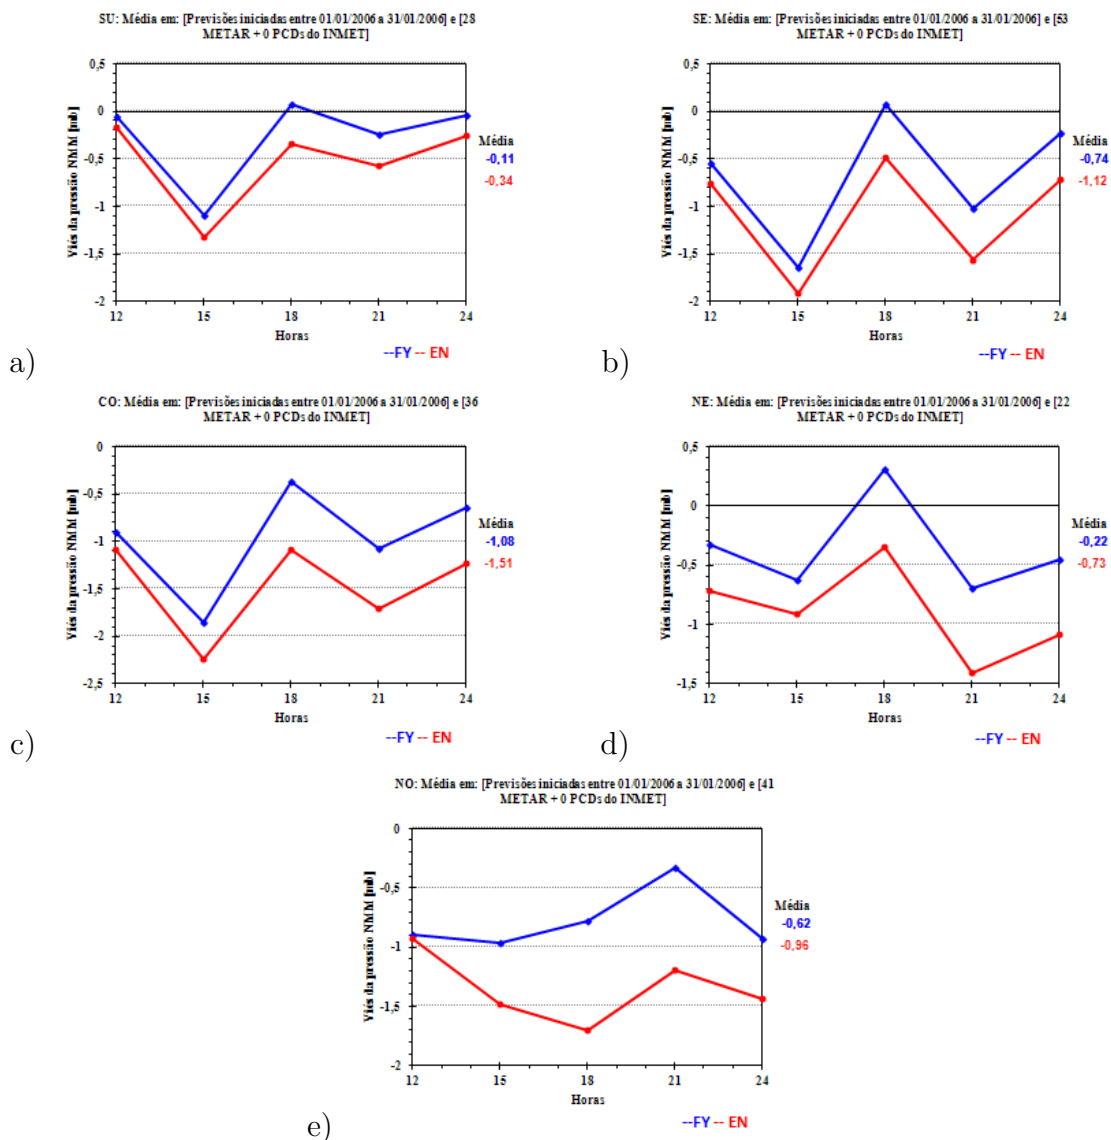 SU: Média em: [Previsões iniciadas entre 01/01/2006 a 31/01/2006] e [28
METAR + 0 PCDs do INMET]
Viés da pressão NMM [mb]
0,5
0
-0,5
-1
-1,5
-2
12 15 18 21 24
Horas
Média
-0,11
-0,34
--FY -- EN
a)
SE: Média em: [Previsões iniciadas entre 01/01/2006 a 31/01/2006] e [53
METAR + 0 PCDs do INMET]
Viés da pressão NMM [mb]
0,5
0
-0,5
-1
-1,5
-2
12 15 18 21 24
Horas
Média
-0,74
-1,12
--FY -- EN
b)
CO: Média em: [Previsões iniciadas entre 01/01/2006 a 31/01/2006] e [36
METAR + 0 PCDs do INMET]
Viés da pressão NMM [mb]
0
-0,5
-1
-1,5
-2
-2,5
12 15 18 21 24
Horas
Média
-1,08
-1,51
--FY -- EN
c)
NE: Média em: [Previsões iniciadas entre 01/01/2006 a 31/01/2006] e [22
METAR + 0 PCDs do INMET]
Viés da pressão NMM [mb]
0,5
0
-0,5
-1
-1,5
12 15 18 21 24
Horas
Média
-0,22
-0,73
--FY -- EN
d)
NO: Média em: [Previsões iniciadas entre 01/01/2006 a 31/01/2006] e [41
METAR + 0 PCDs do INMET]
Viés da pressão NMM [mb]
0
-0,5
-1
-1,5
-2
12 15 18 21 24
Horas
Média
-0,62
-0,96
--FY -- EN
e)